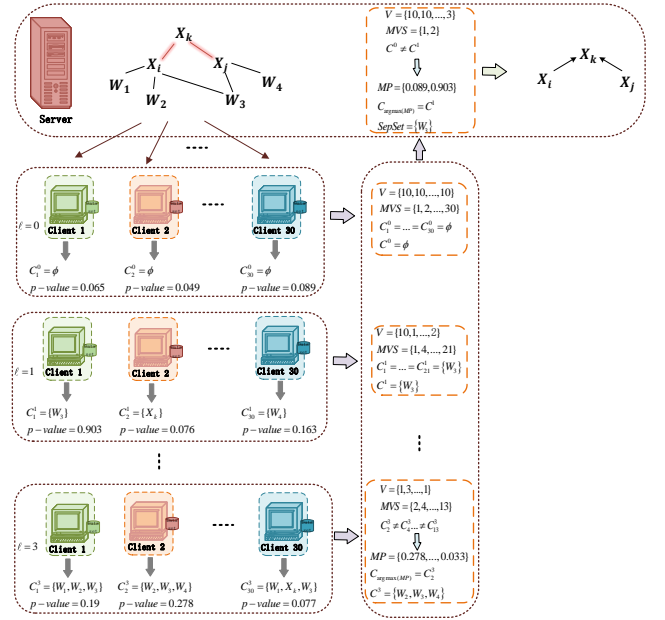 X_k
X_i
X_j
W_1
W_2
W_3
W_4
Server
V = {10,10,...,3}
MVS = {1,2}
C^0 ≠ C^1
MP = {0.089,0.903}
C_{argmax(MP)} = C^1
SepSet = {W_3}
X_k
X_i
X_j
....
ℓ = 0
Client 1
Client 2
....
Client 30
C_1^0 = ϕ
p-value = 0.065
C_2^0 = ϕ
p-value = 0.049
C_30^0 = ϕ
p-value = 0.089
V = {10,10,...,10}
MVS = {1,2,...,30}
C_1^0 = ... = C_30^0 = ϕ
C^0 = ϕ
ℓ = 1
Client 1
Client 2
....
Client 30
C_1^1 = {W_3}
p-value = 0.903
C_2^1 = {X_k}
p-value = 0.076
C_30^1 = {W_4}
p-value = 0.163
V = {10,1,...,2}
MVS = {1,4,...,21}
C_1^1 = ... = C_21^1 = {W_3}
C^1 = {W_3}
ℓ = 3
Client 1
Client 2
....
Client 30
C_1^3 = {W_1,W_2,W_3}
p-value = 0.19
C_2^3 = {W_2,W_3,W_4}
p-value = 0.278
C_30^3 = {W_1,X_k,W_3}
p-value = 0.077
V = {1,3,...,1}
MVS = {2,4,...,13}
C_2^3 ≠ C_4^3... ≠ C_13^3
MP = {0.278,...,0.033}
C_{argmax(MP)} = C_2^3
C^3 = {W_2,W_3,W_4}